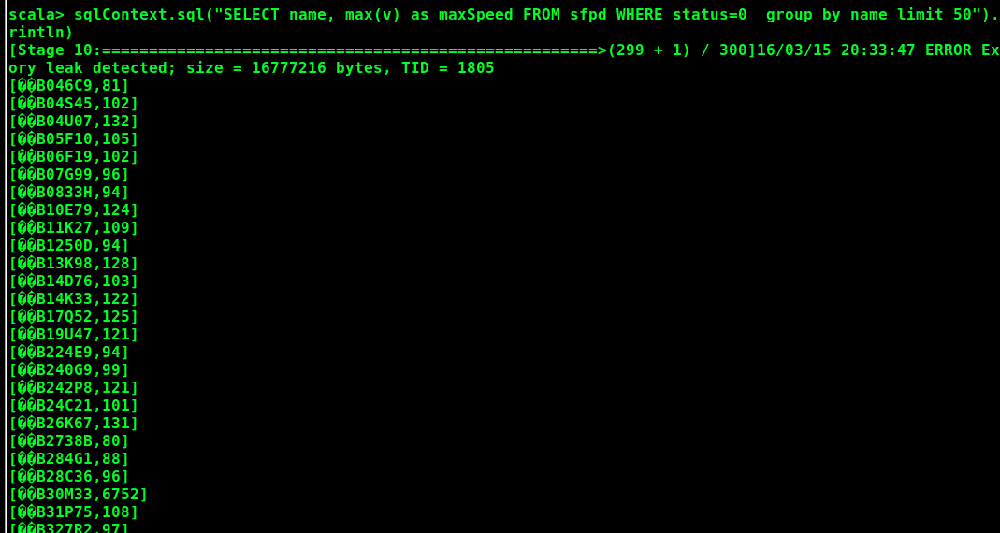 scala> sqlContext.sql("SELECT name, max(v) as maxSpeed FROM sfpd WHERE status=0  group by name limit 50").
rintln)
[Stage 10:=====================================================>(299 + 1) / 300]16/03/15 20:33:47 ERROR Ex
ory leak detected; size = 16777216 bytes, TID = 1805
[��B046C9,81]
[��B04S45,102]
[��B04U07,132]
[��B05F10,105]
[��B06F19,102]
[��B07G99,96]
[��B0833H,94]
[��B10E79,124]
[��B11K27,109]
[��B1250D,94]
[��B13K98,128]
[��B14D76,103]
[��B14K33,122]
[��B17Q52,125]
[��B19U47,121]
[��B224E9,94]
[��B240G9,99]
[��B242P8,121]
[��B24C21,101]
[��B26K67,131]
[��B2738B,80]
[��B284G1,88]
[��B28C36,96]
[��B30M33,6752]
[��B31P75,108]
[��B327R2,97]